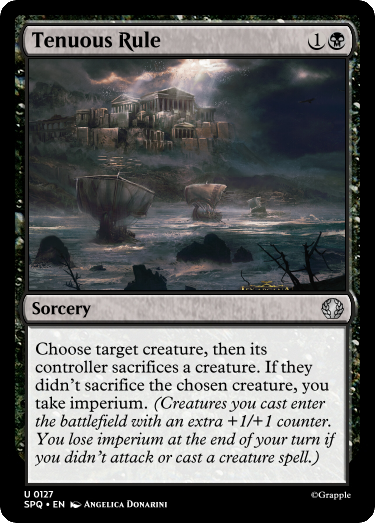 Tenuous Rule
1
Sorcery
Choose target creature, then its
controller sacrifices a creature. If they
didn't sacrifice the chosen creature, you
take imperium. (Creatures you cast enter
the battlefield with an extra +1/+1 counter.
You lose imperium at the end of your turn if
you didn't attack or cast a creature spell.)
U 0127
©Grapple
SPQ • EN Angelica Donarini